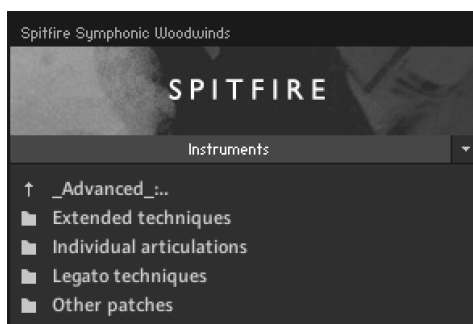 Spitfire Symphonic Woodwinds
SPITFIRE
Instruments
↑ _Advanced_:..
Extended techniques
Individual articulations
Legato techniques
Other patches